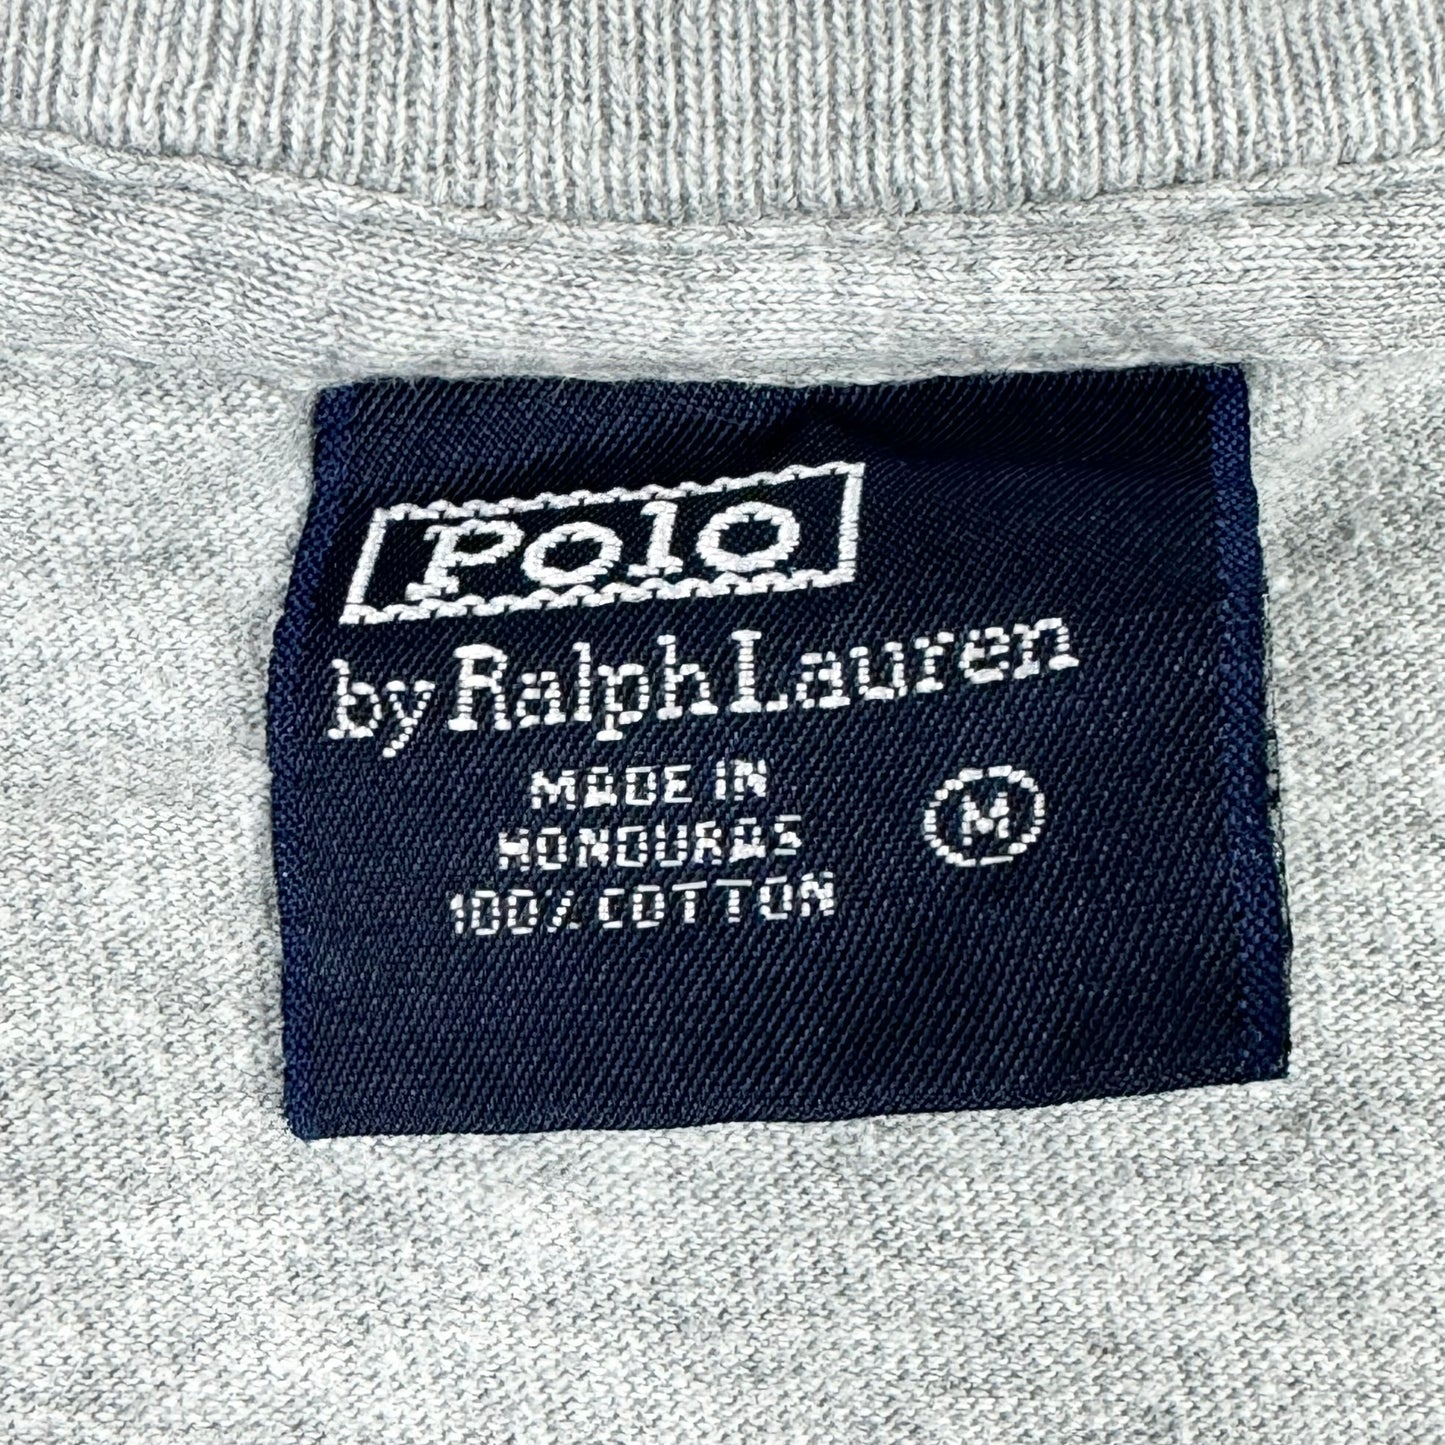 Polo
by Ralph Lauren
MADE IN
HONDURAS
100% COTTON
M